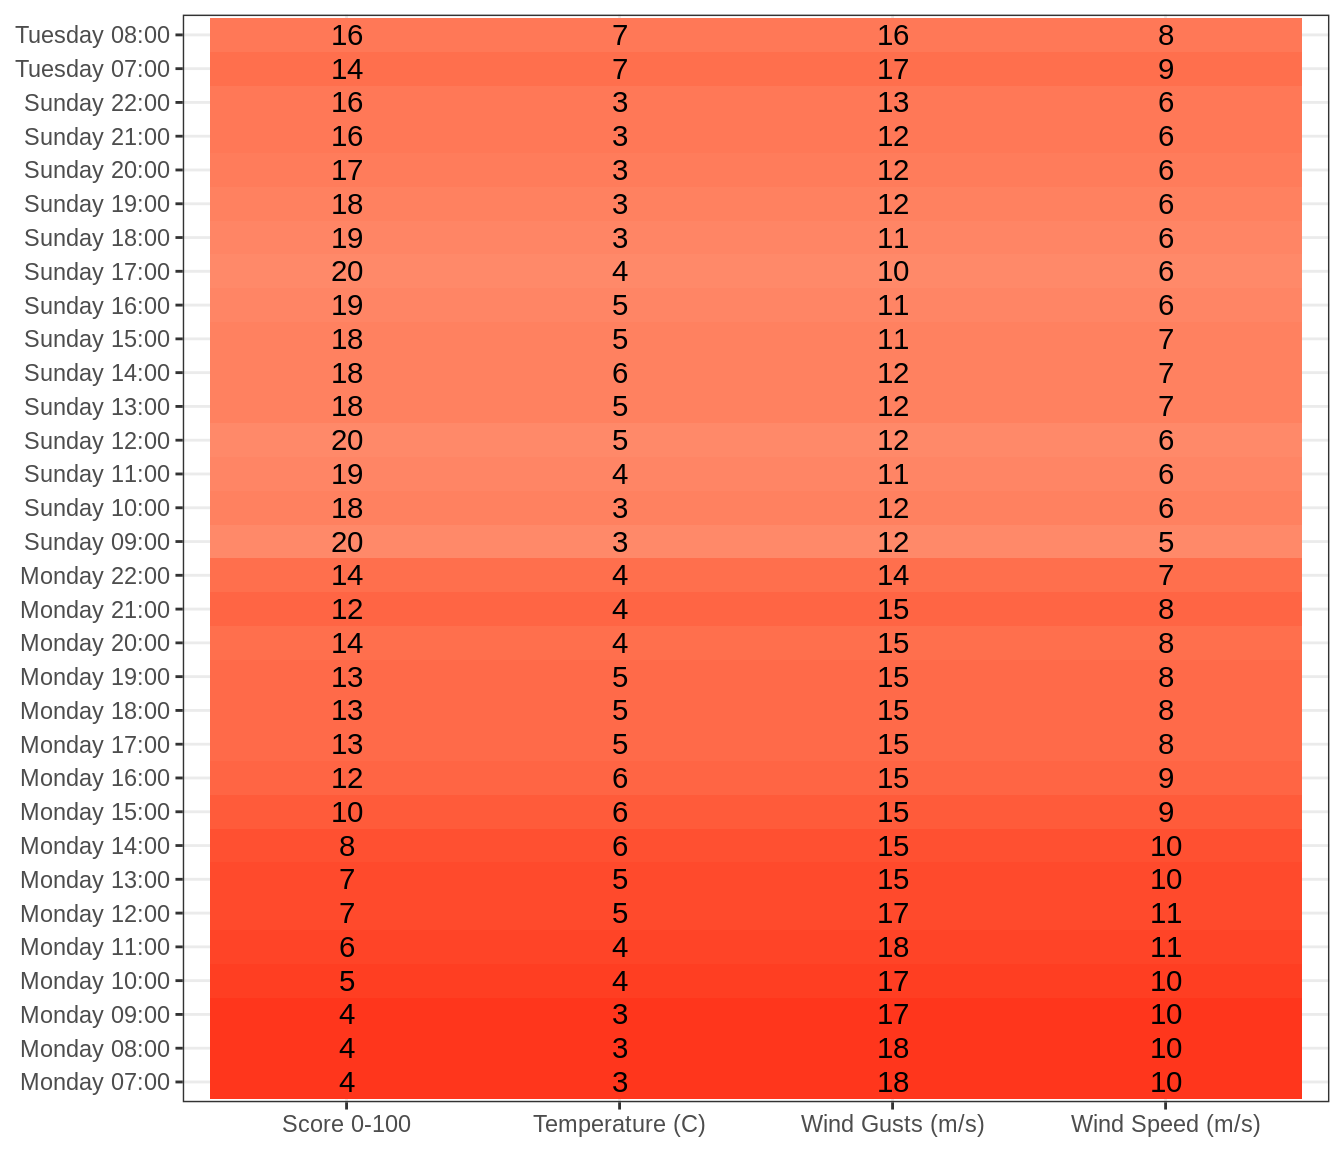 Tuesday 08:00 16 7 16 8
Tuesday 07:00 14 7 17 9
Sunday 22:00 16 3 13 6
Sunday 21:00 16 3 12 6
Sunday 20:00 17 3 12 6
Sunday 19:00 18 3 12 6
Sunday 18:00 19 3 11 6
Sunday 17:00 20 4 10 6
Sunday 16:00 19 5 11 6
Sunday 15:00 18 5 11 7
Sunday 14:00 18 6 12 7
Sunday 13:00 18 5 12 7
Sunday 12:00 20 5 12 6
Sunday 11:00 19 4 11 6
Sunday 10:00 18 3 12 6
Sunday 09:00 20 3 12 5
Monday 22:00 14 4 14 7
Monday 21:00 12 4 15 8
Monday 20:00 14 4 15 8
Monday 19:00 13 5 15 8
Monday 18:00 13 5 15 8
Monday 17:00 13 5 15 8
Monday 16:00 12 6 15 9
Monday 15:00 10 6 15 9
Monday 14:00 8 6 15 10
Monday 13:00 7 5 15 10
Monday 12:00 7 5 17 11
Monday 11:00 6 4 18 11
Monday 10:00 5 4 17 10
Monday 09:00 4 3 17 10
Monday 08:00 4 3 18 10
Monday 07:00 4 3 18 10
Score 0-100 Temperature (C) Wind Gusts (m/s) Wind Speed (m/s)